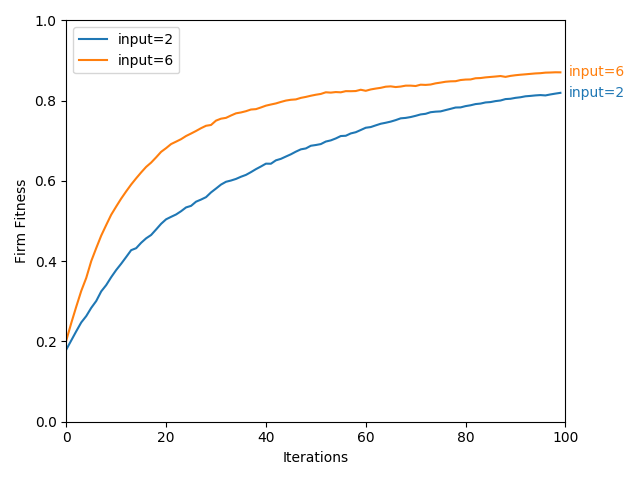 1.0
0.8
0.6
0.4
0.2
0.0
Firm Fitness
input=2
input=6
input=6
input=2
0 20 40 60 80 100
Iterations